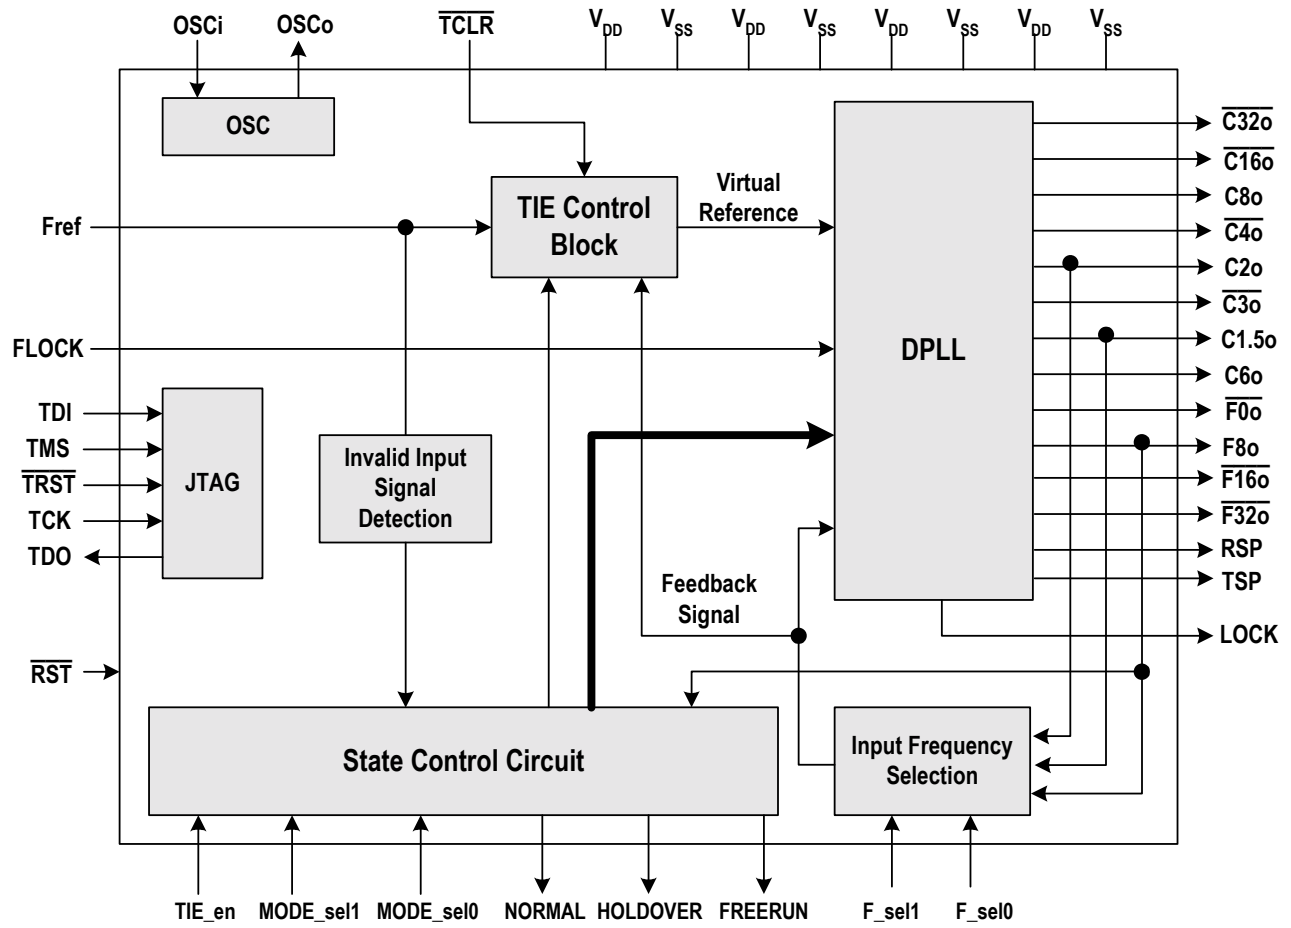 OSCi
OSCo
TCLR
VDD
VSS
VDD
VSS
VDD
VSS
VDD
VSS
OSC
C32o
C16o
C8o
C4o
C2o
C3o
C1.5o
C6o
F0o
F8o
F16o
F32o
RSP
TSP
LOCK
Fref
TIE Control
Block
Virtual
Reference
DPLL
FLOCK
TDI
TMS
TRST
TCK
TDO
JTAG
Invalid Input
Signal
Detection
Feedback
Signal
RST
State Control Circuit
Input Frequency
Selection
TIE_en
MODE_sel1
MODE_sel0
NORMAL
HOLDOVER
FREERUN
F_sel1
F_sel0